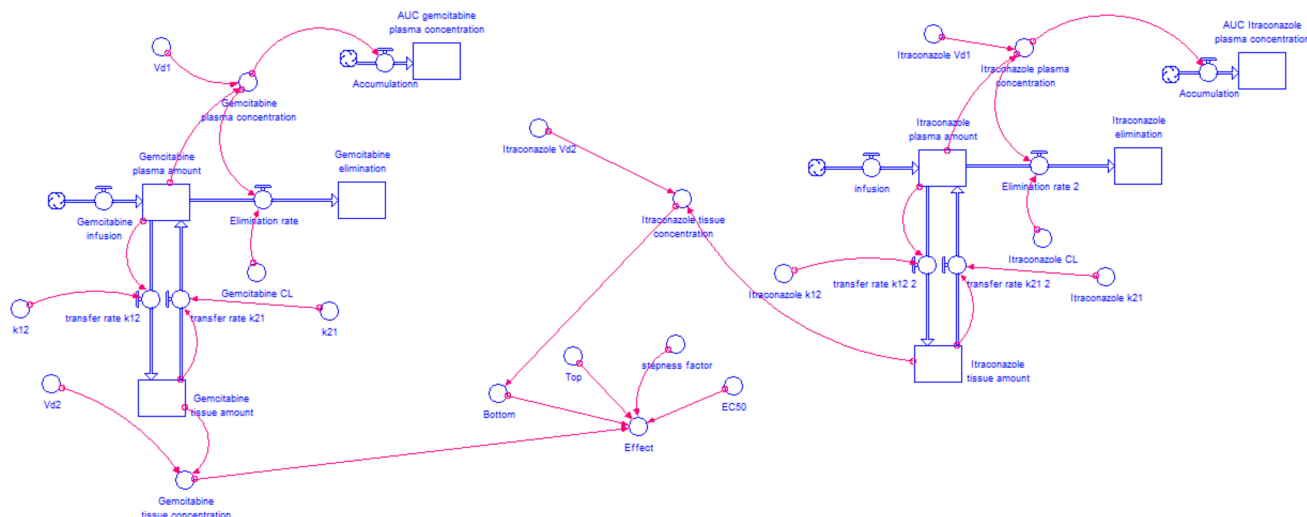 AUC gemcitabine
plasma concentration
Vd1
Accumulationn
Gemcitabine
plasma concentration
Gemcitabine
plasma amount
Gemcitabine
elimination
Gemcitabine
infusion
Elimination rate
Gemcitabine CL
k12
transfer rate k12
transfer rate k21
k21
Vd2
Gemcitabine
tissue amount
Gemcitabine
tissue concentration
Itraconazole Vd2
Itraconazole tissue
concentration
Top
stepness factor
Bottom
EC50
Effect
AUC Itraconazole
plasma concentration
Itraconazole Vd1
Itraconazole plasma
concentration
Accumulation
Itraconazole
plasma amount
Itraconazole
elimination
infusion
Elimination rate 2
Itraconazole CL
Itraconazole k12
transfer rate k12 2
transfer rate k21 2
Itraconazole k21
Itraconazole
tissue amount